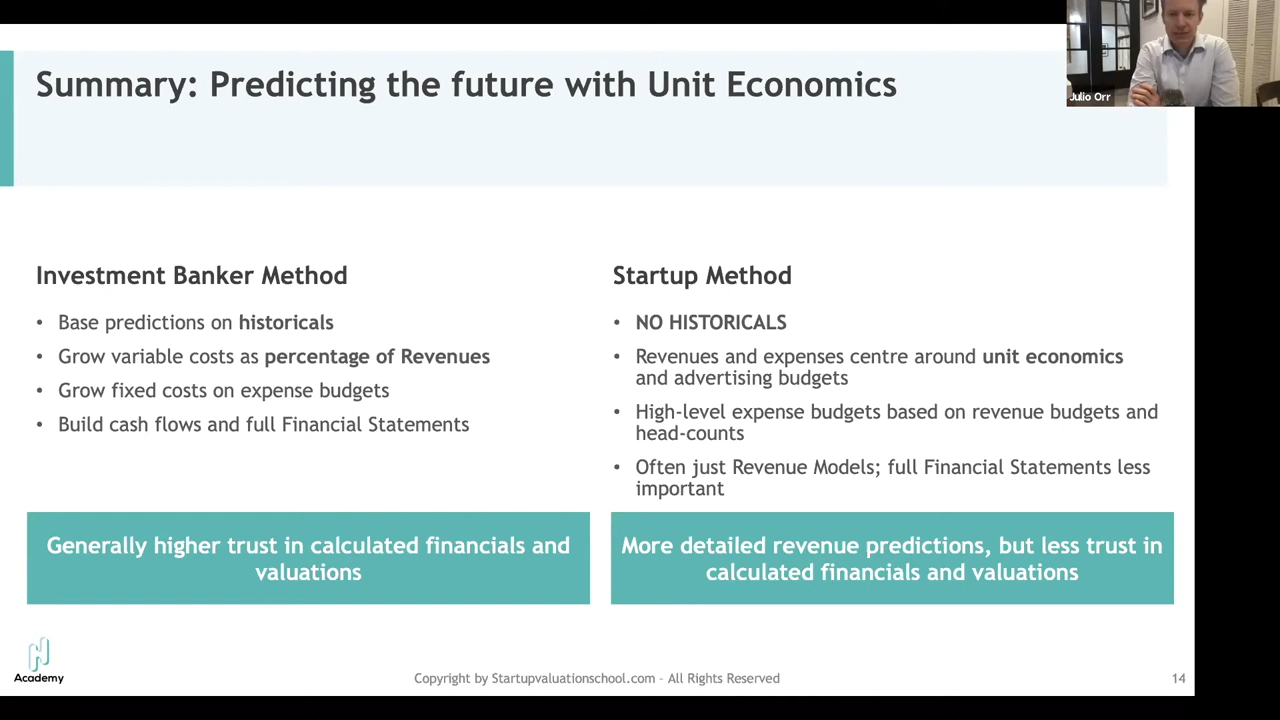 Summary: Predicting the future with Unit Economics
Julio Orr
Investment Banker Method
• Base predictions on historicals
• Grow variable costs as percentage of Revenues
• Grow fixed costs on expense budgets
• Build cash flows and full Financial Statements
Generally higher trust in calculated financials and
valuations
Startup Method
• NO HISTORICALS
• Revenues and expenses centre around unit economics
and advertising budgets
• High-level expense budgets based on revenue budgets and
head-counts
• Often just Revenue Models; full Financial Statements less
important
More detailed revenue predictions, but less trust in
calculated financials and valuations
Academy
Copyright by Startupvaluationschool.com – All Rights Reserved
14